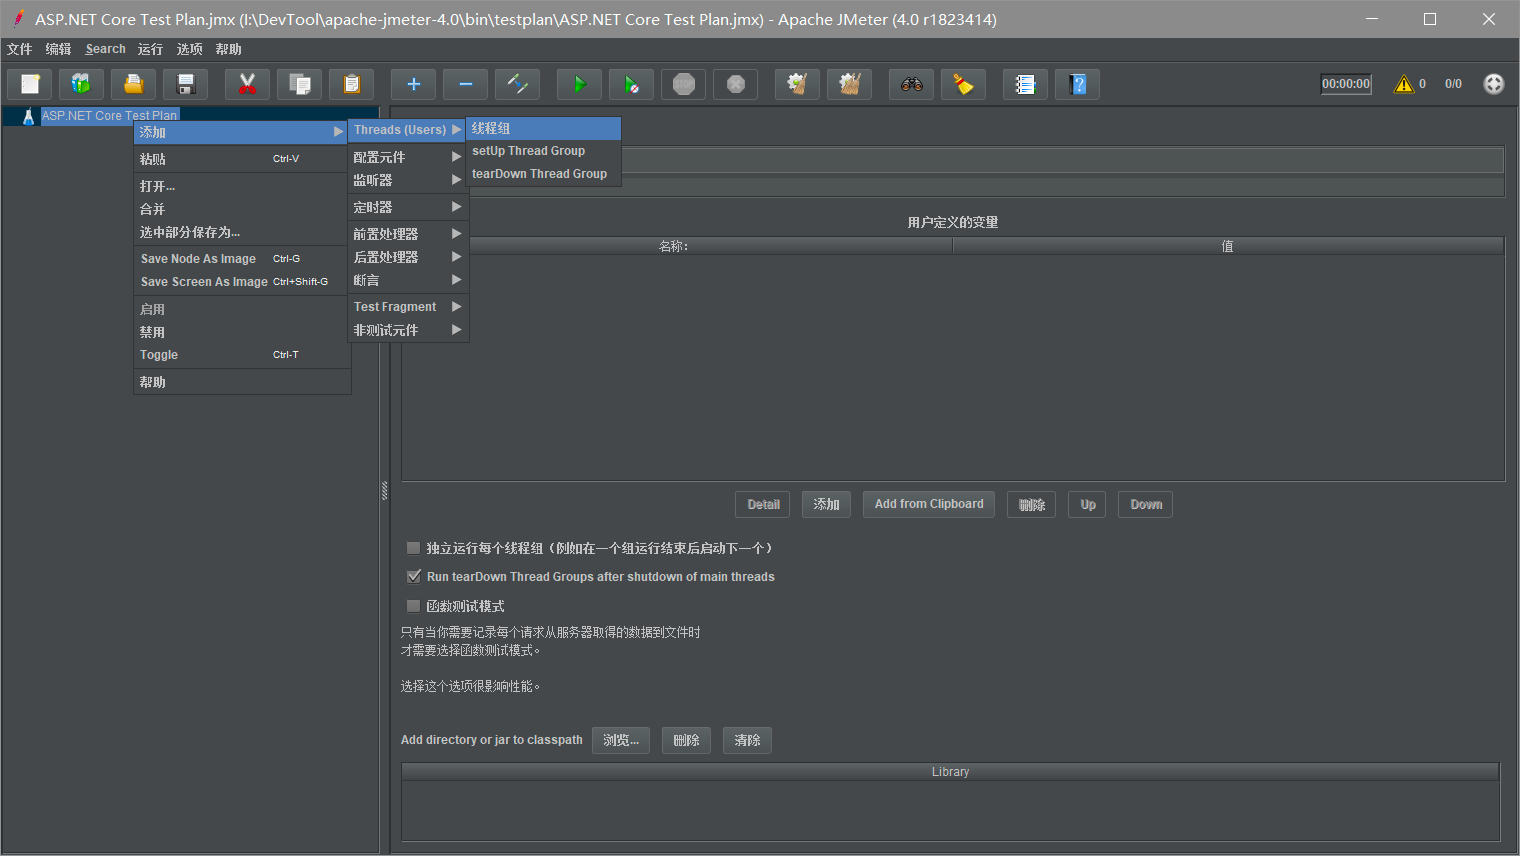 ASP.NET Core Test Plan.jmx (I:\DevTool\apache-jmeter-4.0\bin\testplan\ASP.NET Core Test Plan.jmx) - Apache JMeter (4.0 r1823414)
文件 编辑 Search 运行 选项 帮助
00:00:00 0 0/0
ASP.NET Core Test Plan
添加
粘贴 Ctrl-V
打开...
合并
选中部分保存为...
Save Node As Image Ctrl-G
Save Screen As Image Ctrl+Shift-G
启用
禁用
Toggle Ctrl-T
帮助
Threads (Users)
配置元件
监听器
定时器
前置处理器
后置处理器
断言
Test Fragment
非测试元件
线程组
setUp Thread Group
tearDown Thread Group
用户定义的变量
名称: 值
Detail 添加 Add from Clipboard 删除 Up Down
独立运行每个线程组（例如在一个组运行结束后启动下一个）
Run tearDown Thread Groups after shutdown of main threads
函数测试模式
只有当你需要记录每个请求从服务器取得的数据到文件时
才需要选择函数测试模式。
选择这个选项很影响性能。
Add directory or jar to classpath 浏览... 删除 清除
Library